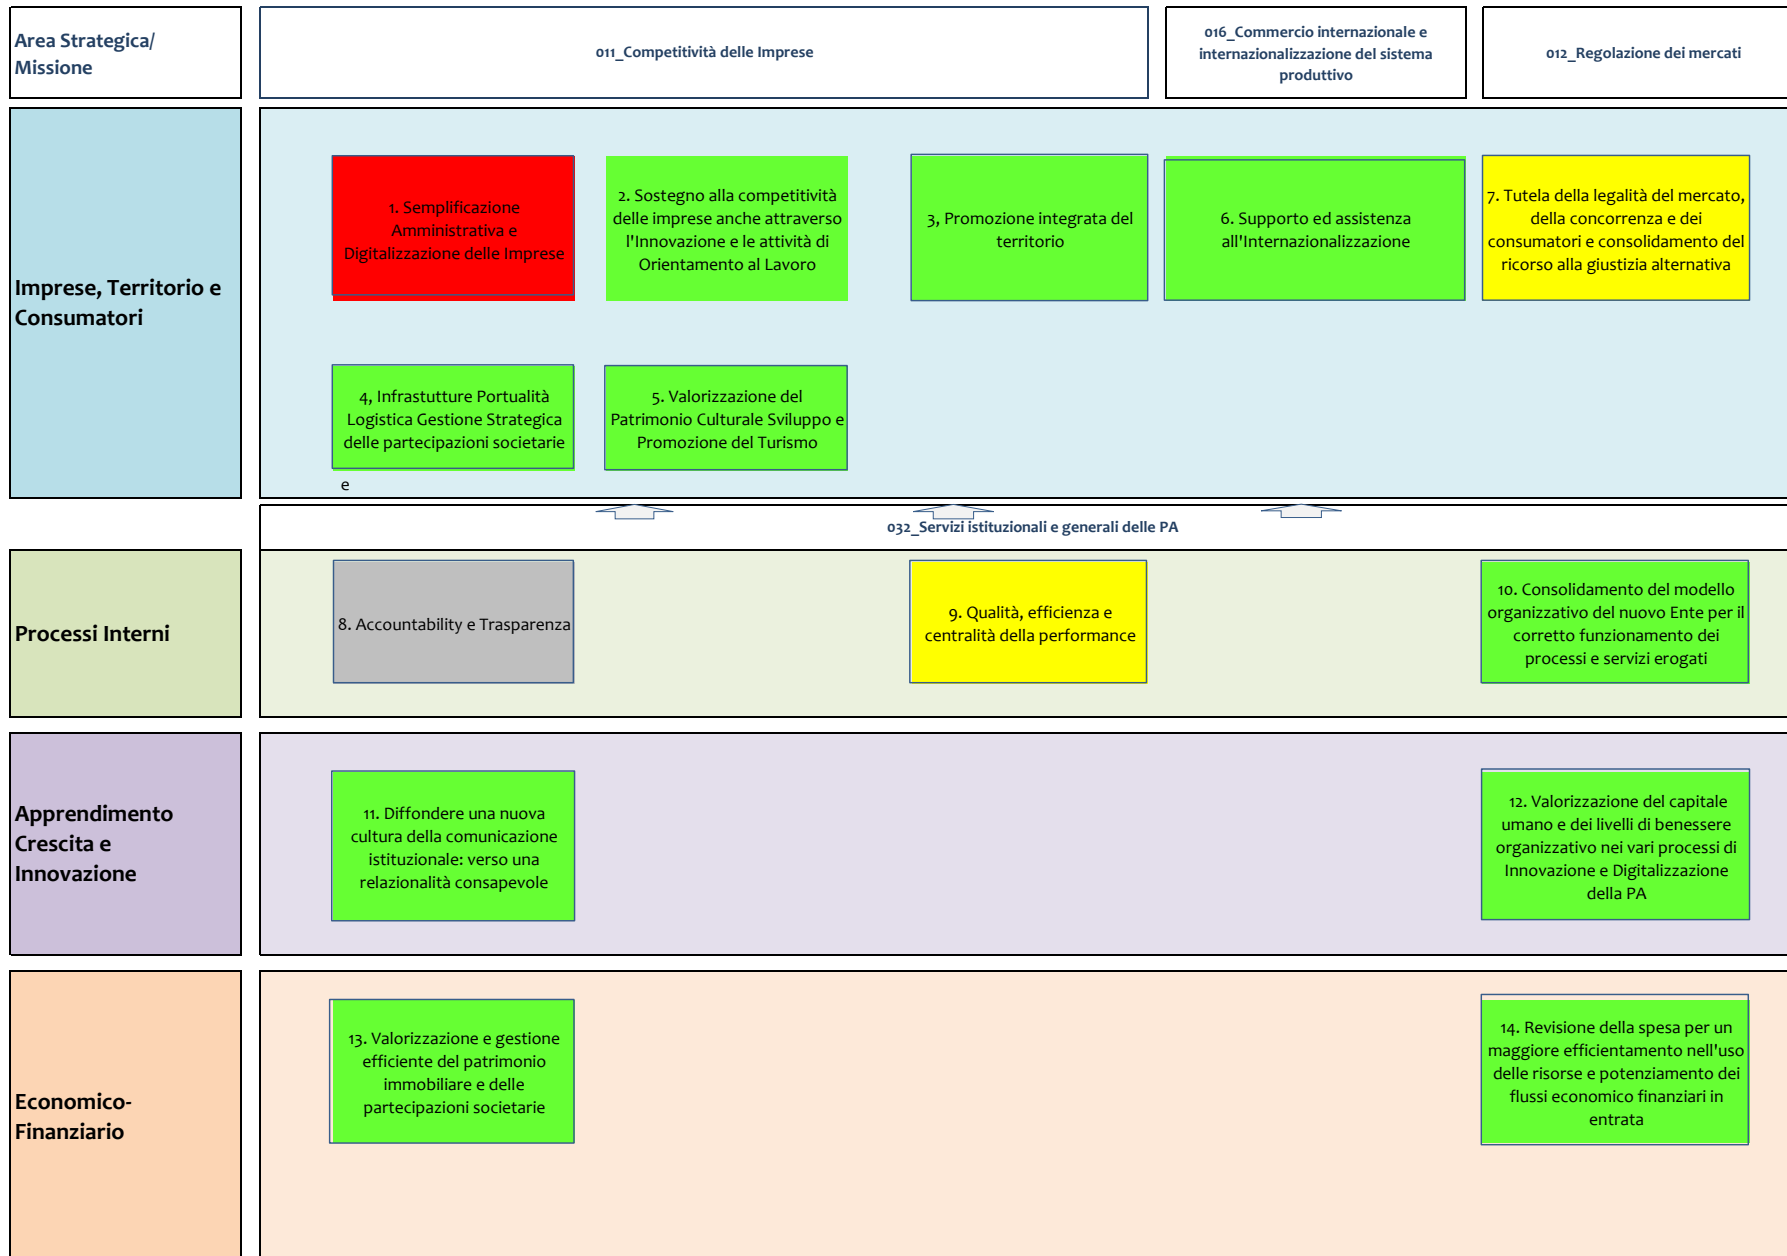 Area Strategica/
Missione
011_Competitività delle Imprese
016_Commercio internazionale e
internazionalizzazione del sistema
produttivo
012_Regolazione dei mercati
Imprese, Territorio e
Consumatori
1. Semplificazione
Amministrativa e
Digitalizzazione delle Imprese
2. Sostegno alla competitività
delle imprese anche attraverso
l'Innovazione e le attività di
Orientamento al Lavoro
3, Promozione integrata del
territorio
6. Supporto ed assistenza
all'Internazionalizzazione
7. Tutela della legalità del mercato,
della concorrenza e dei
consumatori e consolidamento del
ricorso alla giustizia alternativa
4, Infrastutture Portualità
Logistica Gestione Strategica
delle partecipazioni societarie
e
5. Valorizzazione del
Patrimonio Culturale Sviluppo e
Promozione del Turismo
032_Servizi istituzionali e generali delle PA
Processi Interni
8. Accountability e Trasparenza
9. Qualità, efficienza e
centralità della performance
10. Consolidamento del modello
organizzativo del nuovo Ente per il
corretto funzionamento dei
processi e servizi erogati
Apprendimento
Crescita e
Innovazione
11. Diffondere una nuova
cultura della comunicazione
istituzionale: verso una
relazionalità consapevole
12. Valorizzazione del capitale
umano e dei livelli di benessere
organizzativo nei vari processi di
Innovazione e Digitalizzazione
della PA
Economico-
Finanziario
13. Valorizzazione e gestione
efficiente del patrimonio
immobiliare e delle
partecipazioni societarie
14. Revisione della spesa per un
maggiore efficientamento nell'uso
delle risorse e potenziamento dei
flussi economico finanziari in
entrata